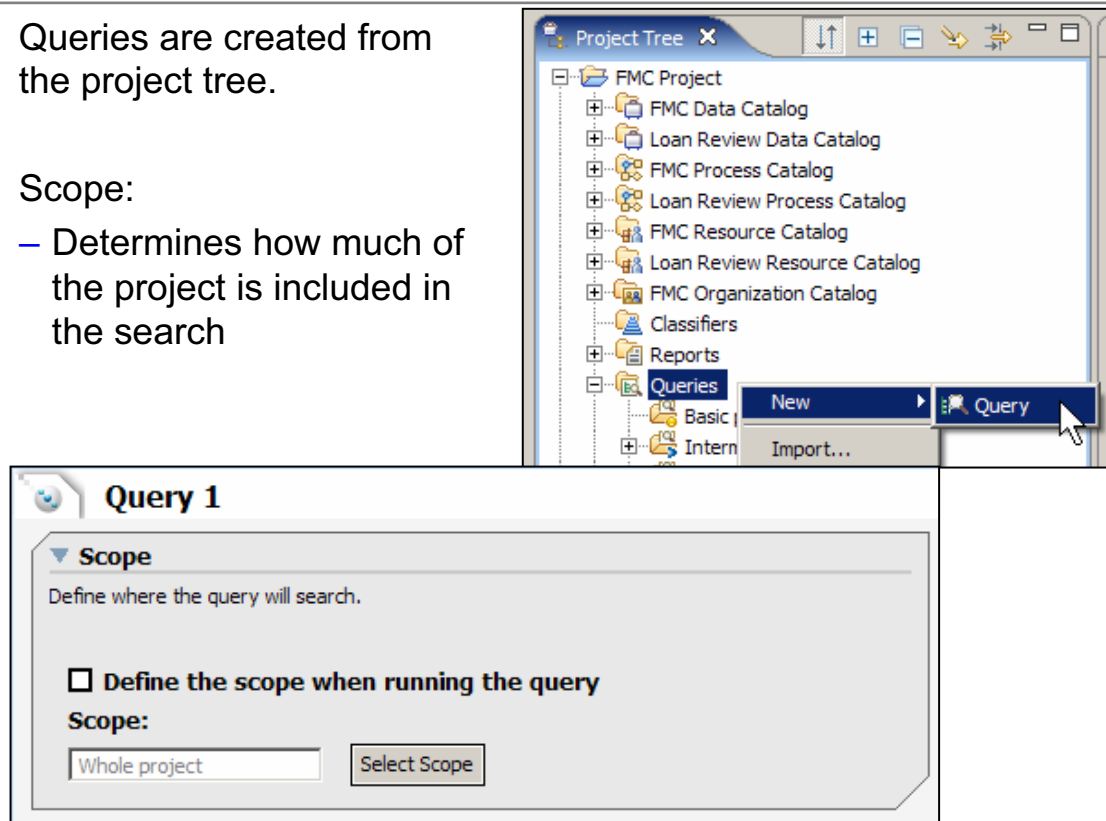 Queries are created from
the project tree.
Scope:
– Determines how much of
the project is included in
the search
Project Tree
FMC Project
FMC Data Catalog
Loan Review Data Catalog
FMC Process Catalog
Loan Review Process Catalog
FMC Resource Catalog
Loan Review Resource Catalog
FMC Organization Catalog
Classifiers
Reports
Queries
New
Query
Basic
Intern
Import...
Query 1
Scope
Define where the query will search.
Define the scope when running the query
Scope:
Whole project
Select Scope